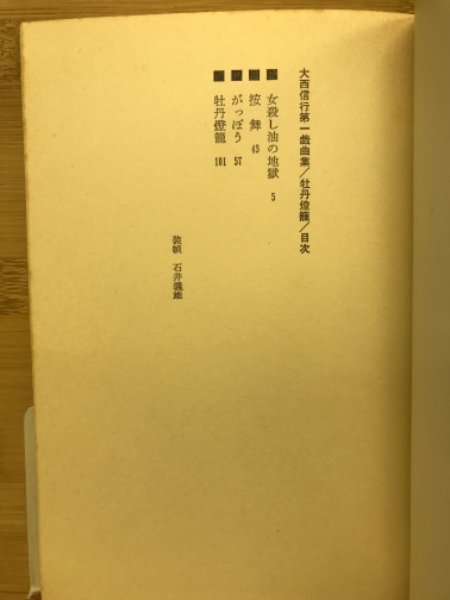 大西信行第一戯曲集/牡丹燈籠/目次
女殺し油の地獄 5
按舞 43
がっぽう 57
牡丹燈籠 101
装幀 石井義雄